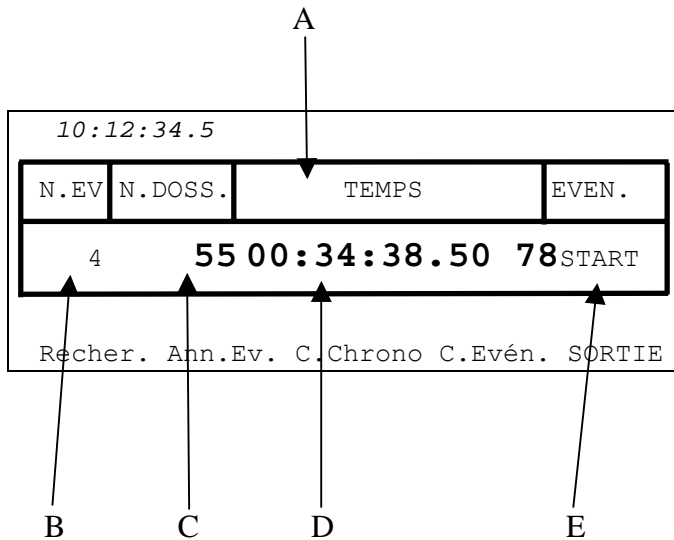 A
10:12:34.5
N.EV N.DOSS. TEMPS EVEN.
4 55 00:34:38.50 78 START
Recher. Ann.Ev. C.Chrono C.Evén. SORTIE
B C D E